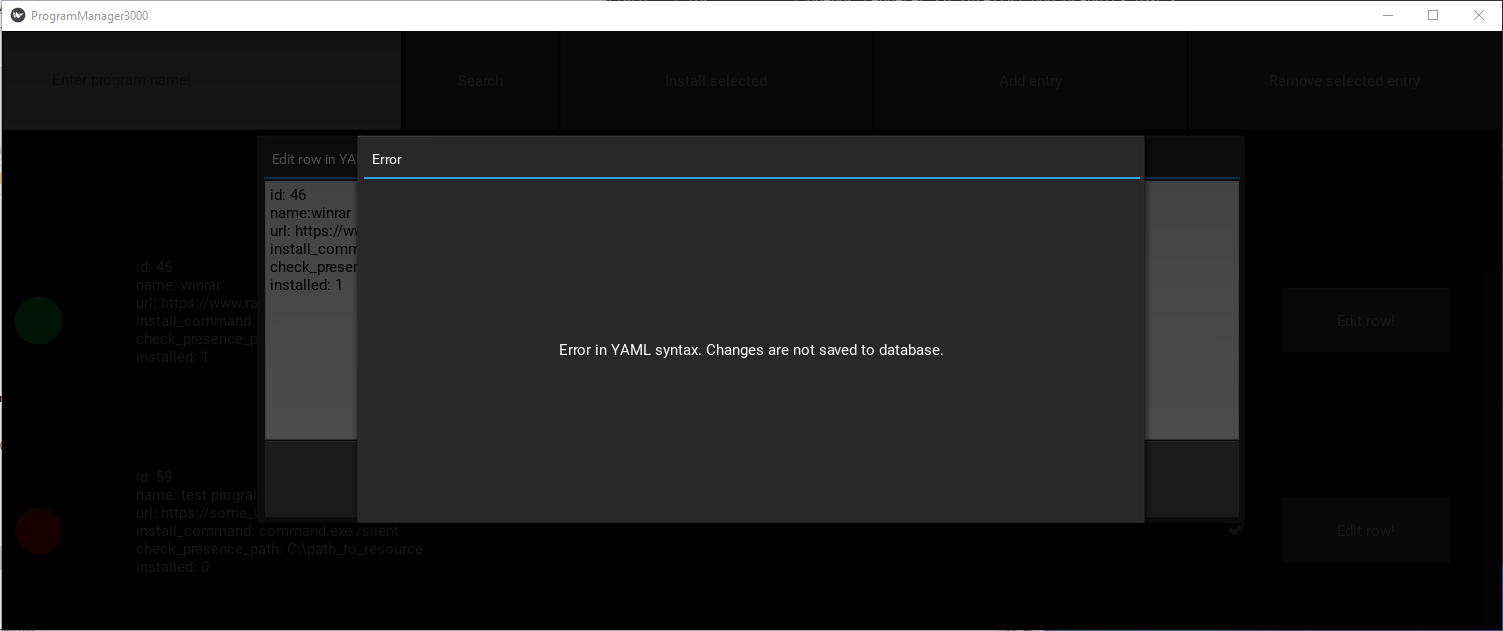 ProgramManager3000
Enter program name!
Search
Install selected
Add entry
Remove selected entry
Edit row in YA
Error
id: 46
name:winrar
url: https://w
install_comm
check_presen
installed: 1
Error in YAML syntax. Changes are not saved to database.
id: 46
name: winrar
url: https://www.ra
install_command:
check_presence_p
installed: 1
Edit row!
id: 59
name: test program
url: https://some_u
install_command: command.exe /silent
check_presence_path: C:\path_to_resource
installed: 0
Edit row!